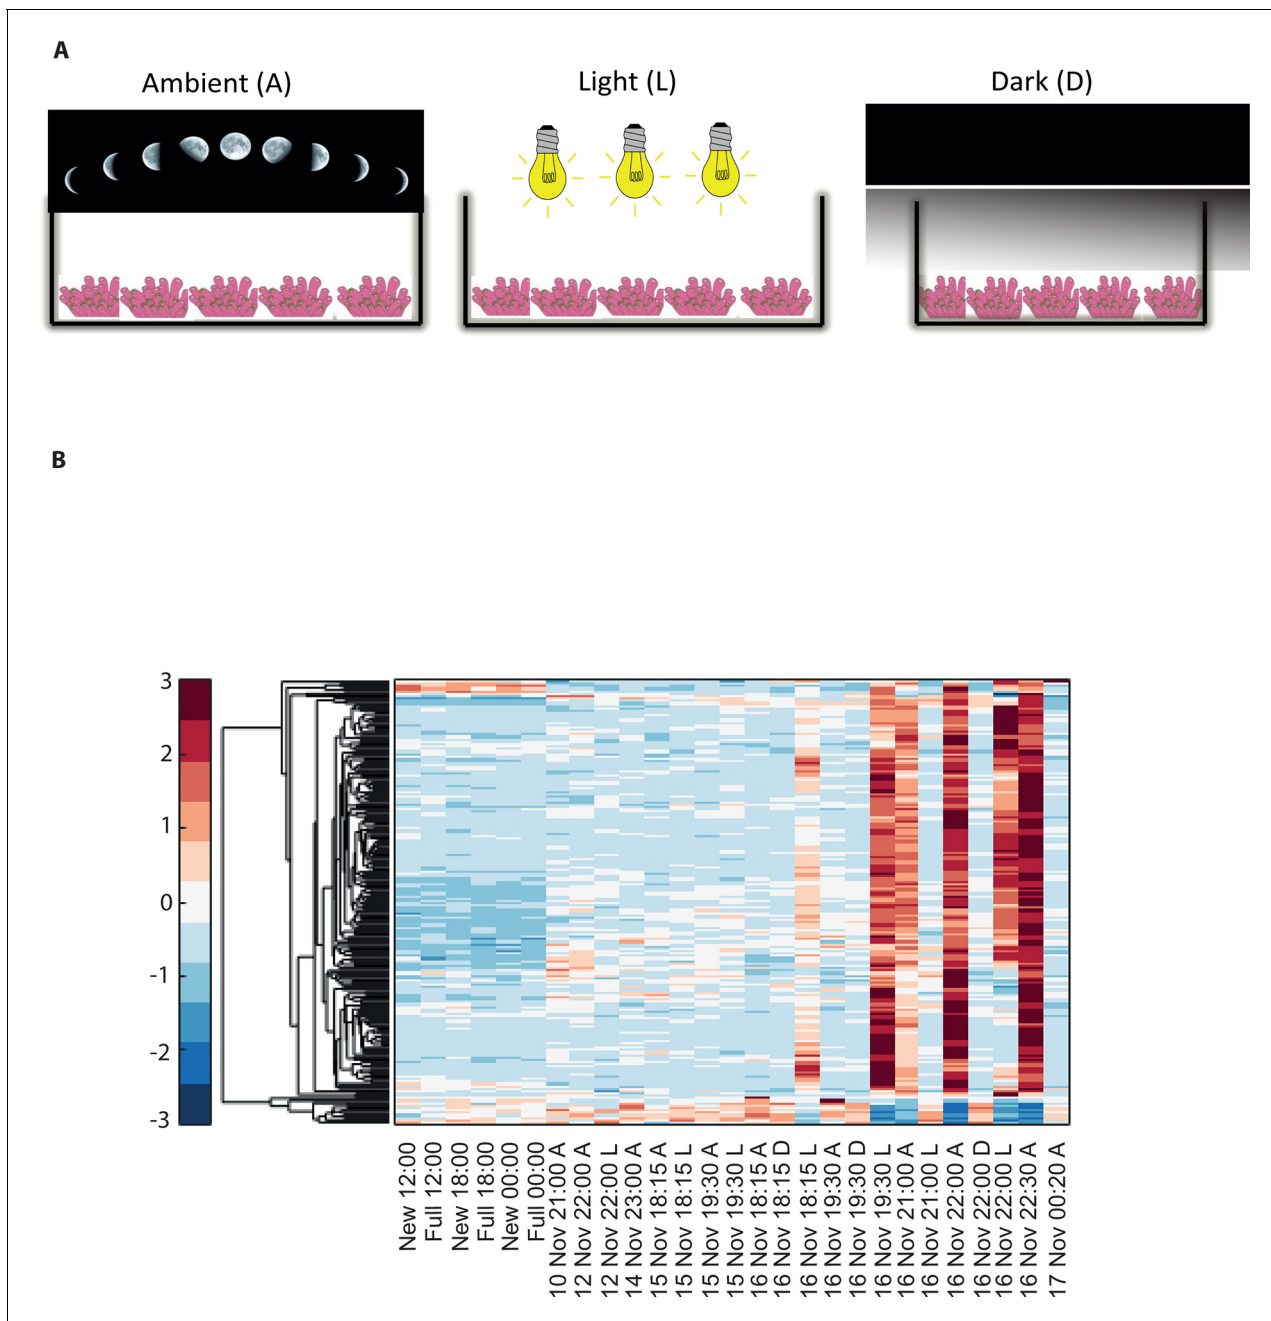 A
Ambient (A)
Light (L)
Dark (D)
B
3
2
1
0
-1
-2
-3
New 12:00
Full 12:00
New 18:00
Full 18:00
New 00:00
Full 00:00
10 Nov 21:00 A
12 Nov 22:00 A
12 Nov 22:00 L
14 Nov 23:00 A
15 Nov 18:15 A
15 Nov 18:15 L
15 Nov 19:30 A
15 Nov 19:30 L
16 Nov 18:15 A
16 Nov 18:15 D
16 Nov 18:15 L
16 Nov 19:30 A
16 Nov 19:30 D
16 Nov 19:30 L
16 Nov 21:00 A
16 Nov 21:00 L
16 Nov 22:00 A
16 Nov 22:00 D
16 Nov 22:00 L
16 Nov 22:30 A
17 Nov 00:20 A